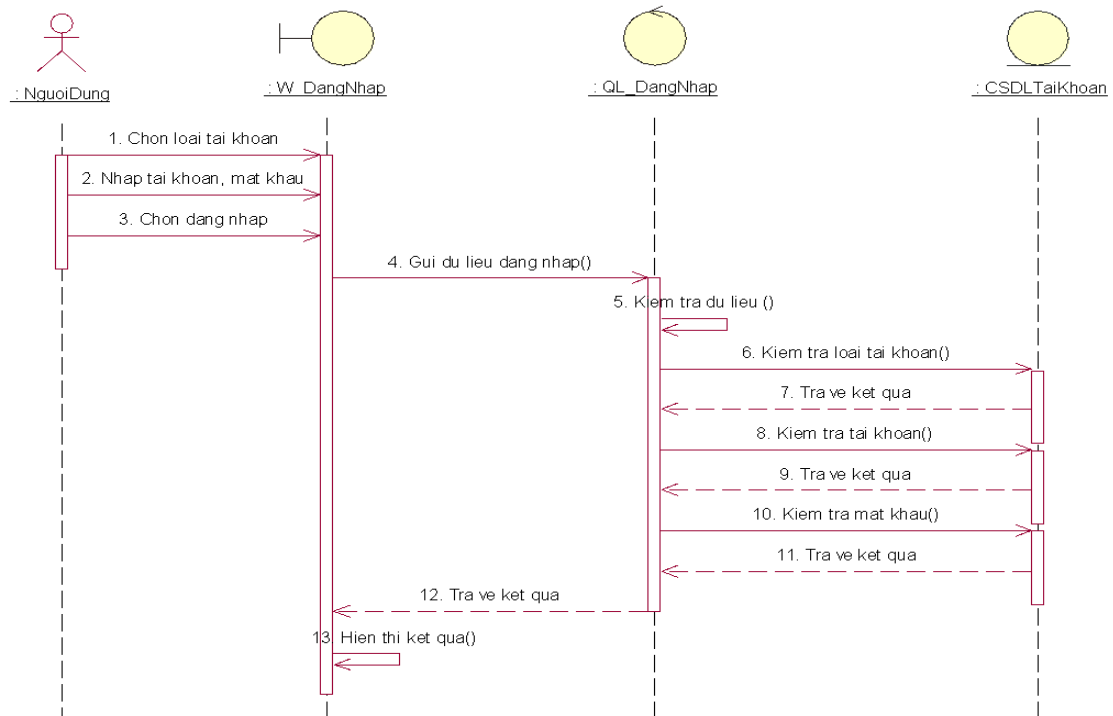 : NguoiDung
: W_DangNhap
: QL_DangNhap
: CSDLTaiKhoan
1. Chon loai tai khoan
2. Nhap tai khoan, mat khau
3. Chon dang nhap
4. Gui du lieu dang nhap()
5. Kiem tra du lieu ()
6. Kiem tra loai tai khoan()
7. Tra ve ket qua
8. Kiem tra tai khoan()
9. Tra ve ket qua
10. Kiem tra mat khau()
11. Tra ve ket qua
12. Tra ve ket qua
13. Hien thi ket qua()